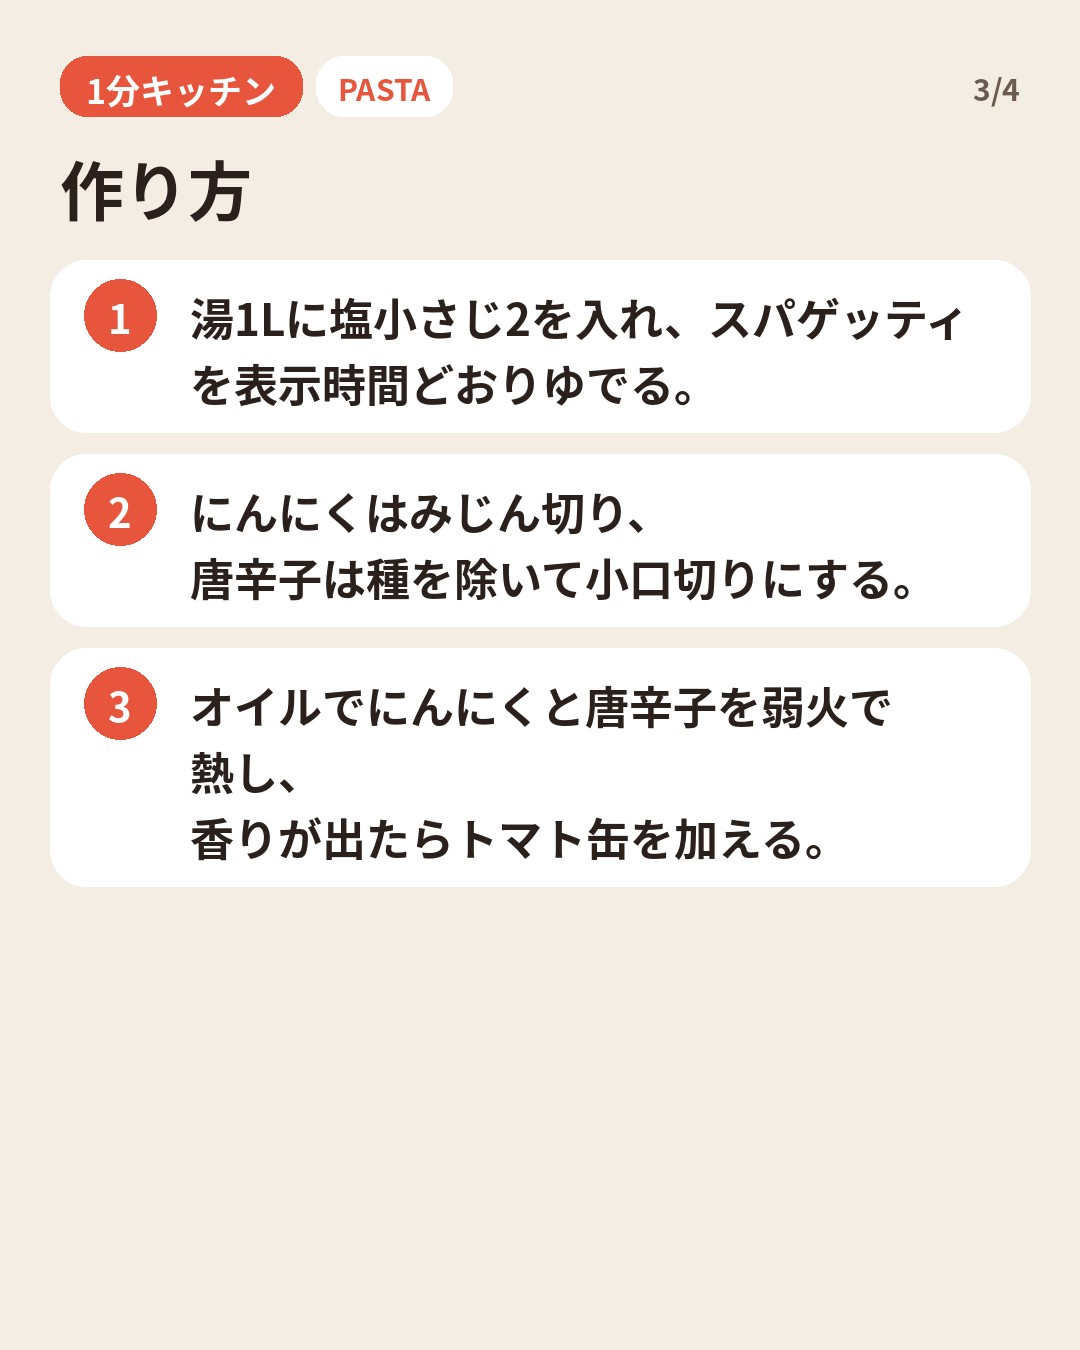 1分キッチン
PASTA
3/4
作り方
1
湯1Lに塩小さじ2を入れ、スパゲッティ
を表示時間どおりゆでる。
2
にんにくはみじん切り、
唐辛子は種を除いて小口切りにする。
3
オイルでにんにくと唐辛子を弱火で
熱し、
香りが出たらトマト缶を加える。